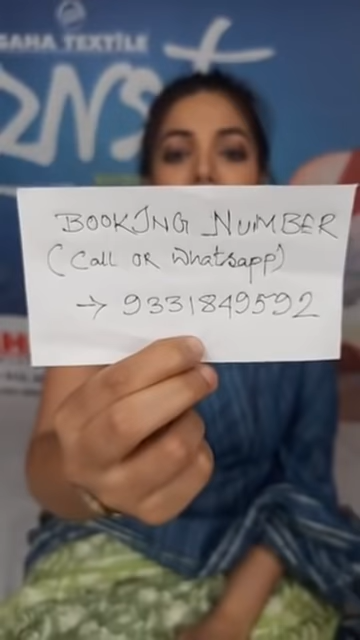 SAHA TEXTILE
BOOKING NUMBER
(Call OR Whatsapp)
→ 9331849592